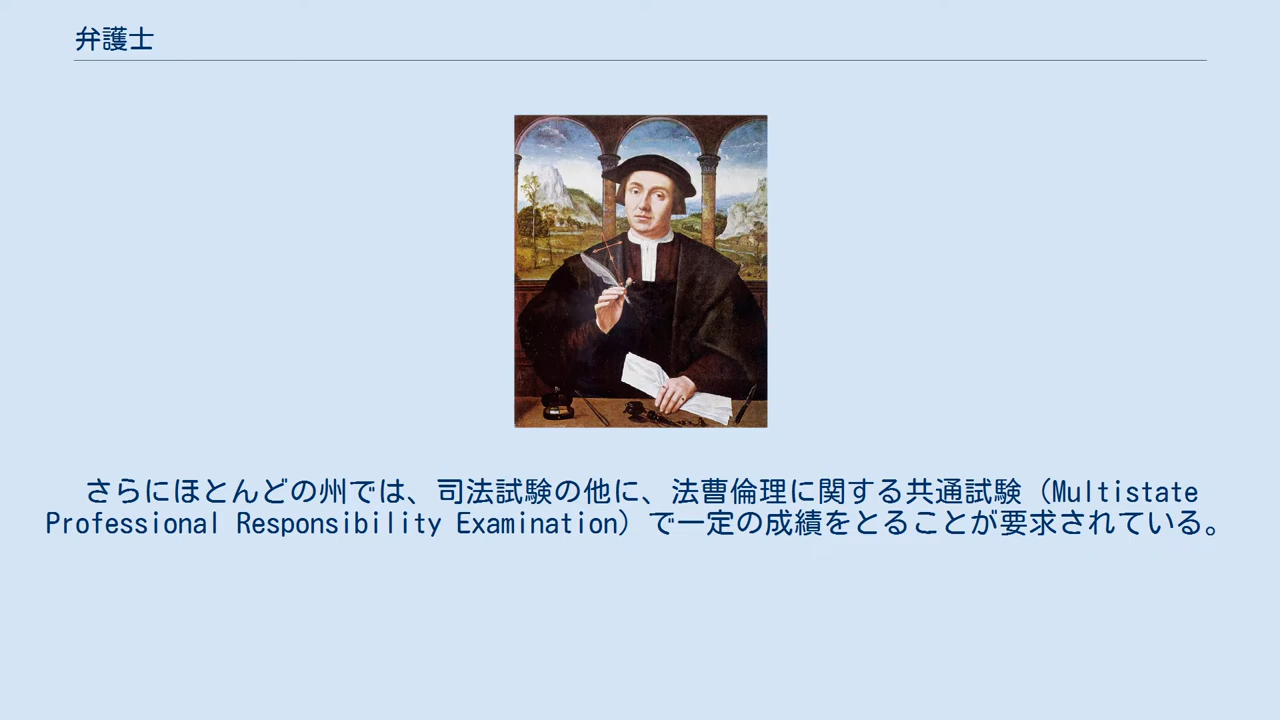 弁護士
さらにほとんどの州では、司法試験の他に、法曹倫理に関する共通試験（Multistate
Professional Responsibility Examination）で一定の成績をとることが要求されている。